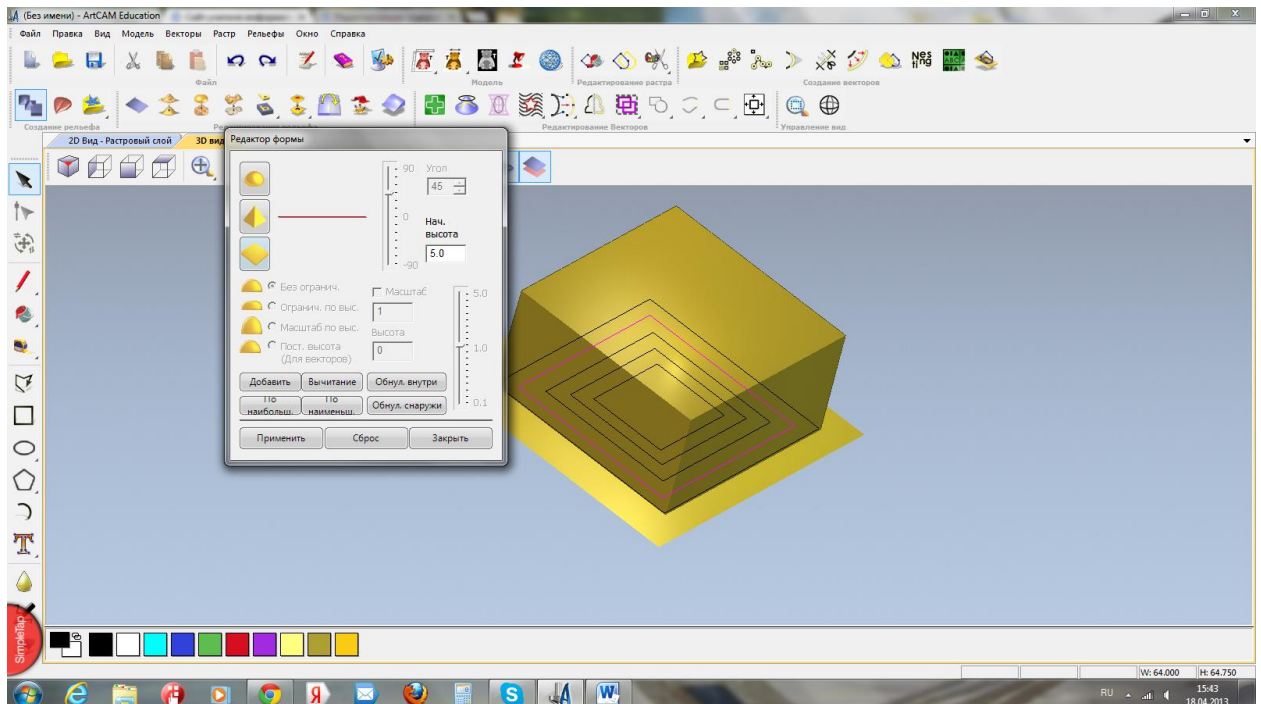 (Без имени) - ArtCAM Education
Файл Правка Вид Модель Векторы Растр Рельефы Окно Справка
Файл Модель Редактирование растра Создание векторов
Nes ting
Создание рельефа Редактирование Векторов Управление вид
2D Вид - Растровый слой 3D вид
Редактор формы
90 Угол
45
0 Нач.
высота
5.0
-90
Без огранич. Масштаб 5.0
Огранич. по выс. 1
Масштаб по выс. Высота
Пост. высота 0 1.0
(Для векторов)
Добавить Вычитание Обнул. внутри
По наибольш. По наименьш. Обнул. снаружи 0.1
Применить Сброс Закрыть
SimpleTap
W: 64.000 H: 64.750
RU 15:43
18.04.2013